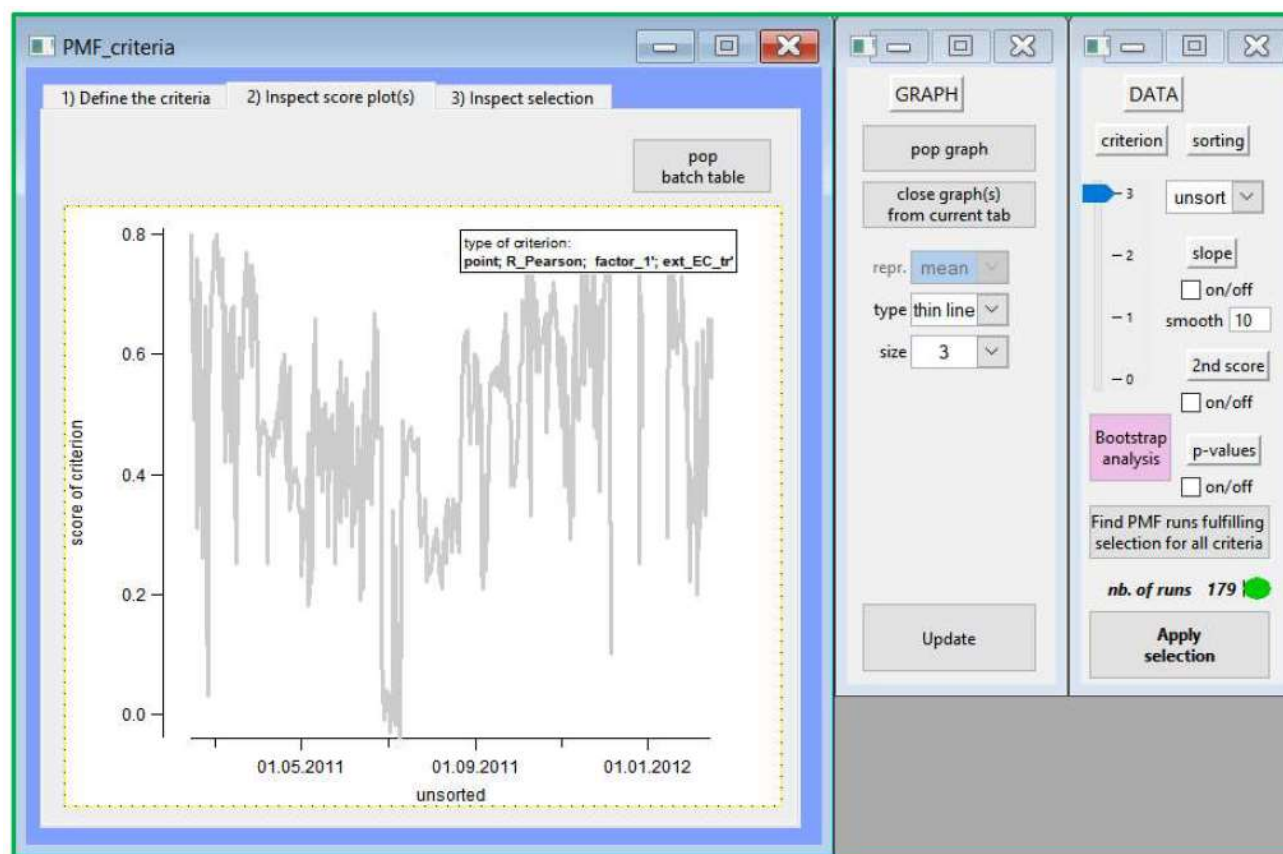 PMF_criteria
1) Define the criteria
2) Inspect score plot(s)
3) Inspect selection
pop
batch table
0.8
0.6
0.4
0.2
0.0
score of criterion
type of criterion:
point; R_Pearson; factor_1'; ext_EC_tr'
01.05.2011
01.09.2011
01.01.2012
unsorted
GRAPH
pop graph
close graph(s)
from current tab
repr. mean
type thin line
size 3
Update
DATA
criterion sorting
3
2
1
0
unsort
slope
on/off
smooth 10
2nd score
on/off
Bootstrap
analysis
p-values
on/off
Find PMF runs fulfilling
selection for all criteria
nb. of runs 179
Apply
selection